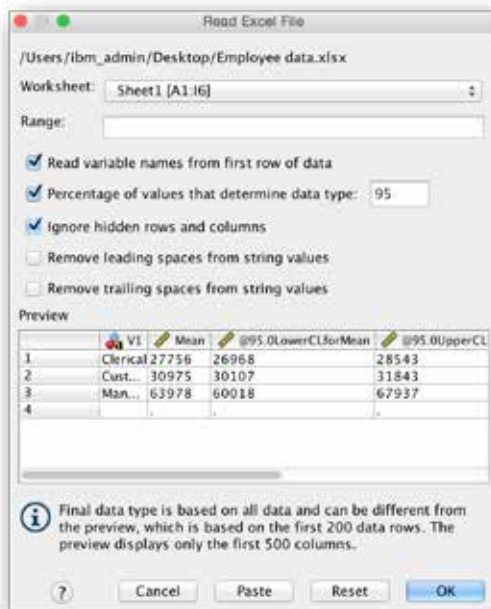 Read Excel File
/Users/ibm_admin/Desktop/Employee data.xlsx
Worksheet: Sheet1 [A1:I6]
Range:
Read variable names from first row of data
Percentage of values that determine data type: 95
Ignore hidden rows and columns
Remove leading spaces from string values
Remove trailing spaces from string values
Preview
V1 Mean @95.0LowerCLforMean @95.0UpperCL
1 Clerical 27756 26968 28543
2 Cust... 30975 30107 31843
3 Man... 63978 60018 67937
4 . . .
Final data type is based on all data and can be different from
the preview, which is based on the first 200 data rows. The
preview displays only the first 500 columns.
? Cancel Paste Reset OK